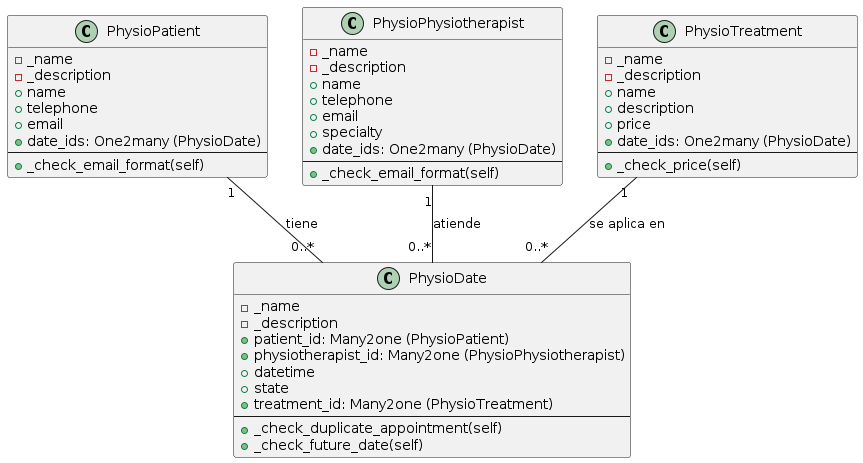 C PhysioPatient
_name
_description
name
telephone
email
date_ids: One2many (PhysioDate)
_check_email_format(self)
C PhysioPhysiotherapist
_name
_description
name
telephone
email
specialty
date_ids: One2many (PhysioDate)
_check_email_format(self)
C PhysioTreatment
_name
_description
name
description
price
date_ids: One2many (PhysioDate)
_check_price(self)
1
tiene
0..*
1
atiende
0..*
1
se aplica en
0..*
C PhysioDate
_name
_description
patient_id: Many2one (PhysioPatient)
physiotherapist_id: Many2one (PhysioPhysiotherapist)
datetime
state
treatment_id: Many2one (PhysioTreatment)
_check_duplicate_appointment(self)
_check_future_date(self)